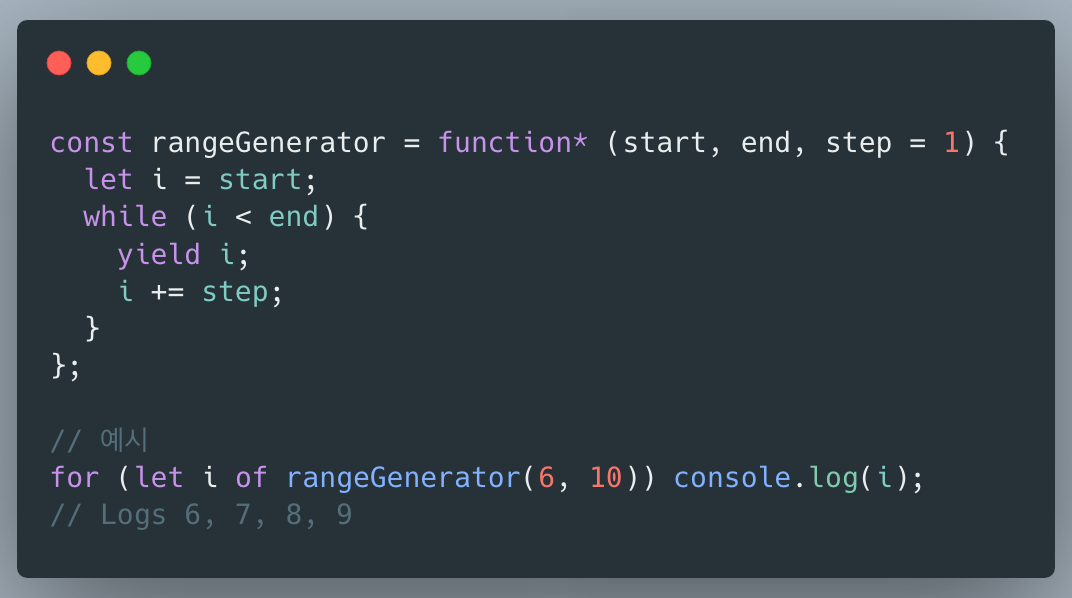 const rangeGenerator = function* (start, end, step = 1) {
  let i = start;
  while (i < end) {
    yield i;
    i += step;
  }
};

// 예시
for (let i of rangeGenerator(6, 10)) console.log(i);
// Logs 6, 7, 8, 9